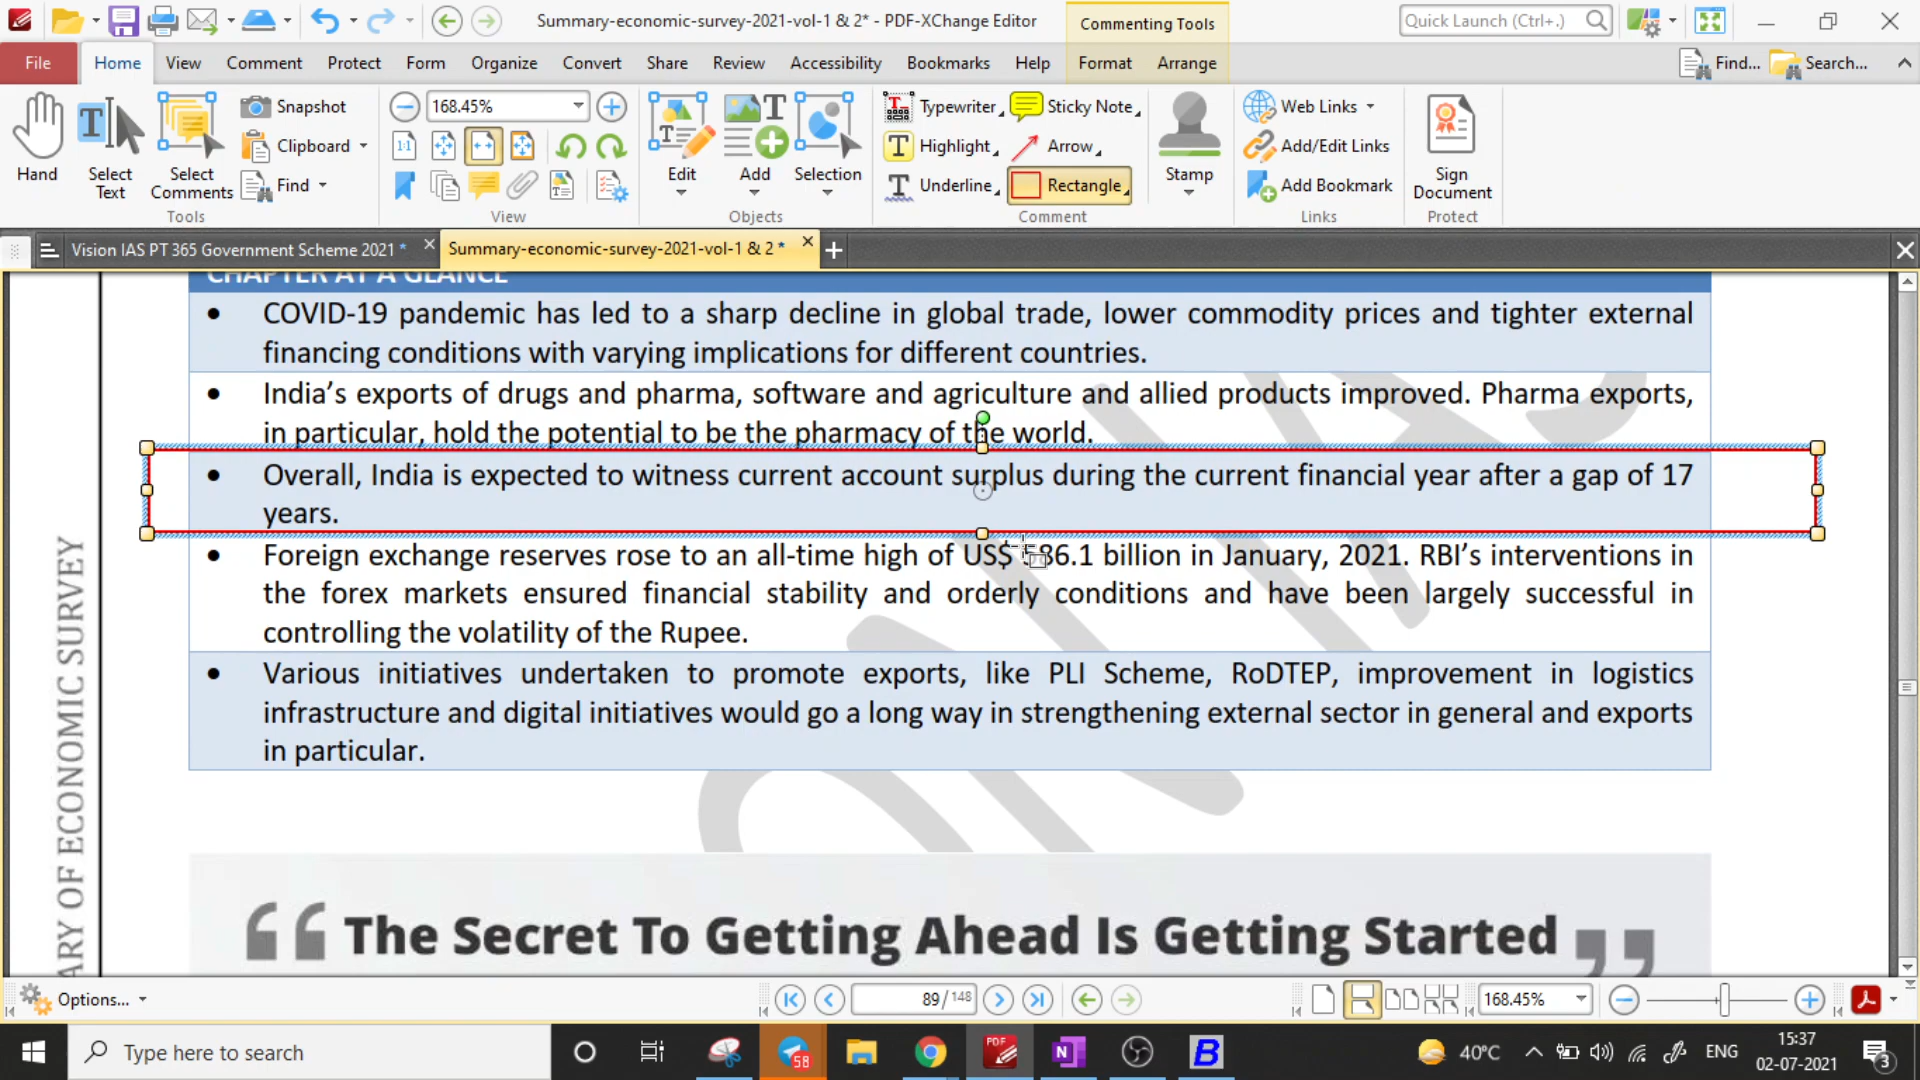 Summary-economic-survey-2021-vol-1 & 2* - PDF-XChange Editor
Commenting Tools
Quick Launch (Ctrl+.)
File Home View Comment Protect Form Organize Convert Share Review Accessibility Bookmarks Help Format Arrange Find... Search...
Hand
Select Text
Select Comments
Snapshot
Clipboard
Find
Tools
168.45%
1:1
View
Edit
Add
Selection
Objects
Typewriter
Sticky Note
Highlight
Arrow
Underline
Rectangle
Stamp
Comment
Web Links
Add/Edit Links
Add Bookmark
Links
Sign Document
Protect
Vision IAS PT 365 Government Scheme 2021 *
Summary-economic-survey-2021-vol-1 & 2 *
CHAPTER AT A GLANCE
• COVID-19 pandemic has led to a sharp decline in global trade, lower commodity prices and tighter external
financing conditions with varying implications for different countries.
• India's exports of drugs and pharma, software and agriculture and allied products improved. Pharma exports,
in particular, hold the potential to be the pharmacy of the world.
• Overall, India is expected to witness current account surplus during the current financial year after a gap of 17
years.
• Foreign exchange reserves rose to an all-time high of US$ 586.1 billion in January, 2021. RBI's interventions in
the forex markets ensured financial stability and orderly conditions and have been largely successful in
controlling the volatility of the Rupee.
• Various initiatives undertaken to promote exports, like PLI Scheme, RoDTEP, improvement in logistics
infrastructure and digital initiatives would go a long way in strengthening external sector in general and exports
in particular.
ARY OF ECONOMIC SURVEY
“ The Secret To Getting Ahead Is Getting Started ”
Options...
89 / 148
168.45%
Type here to search
58
PDF
N
B
40°C
ENG
15:37
02-07-2021
3